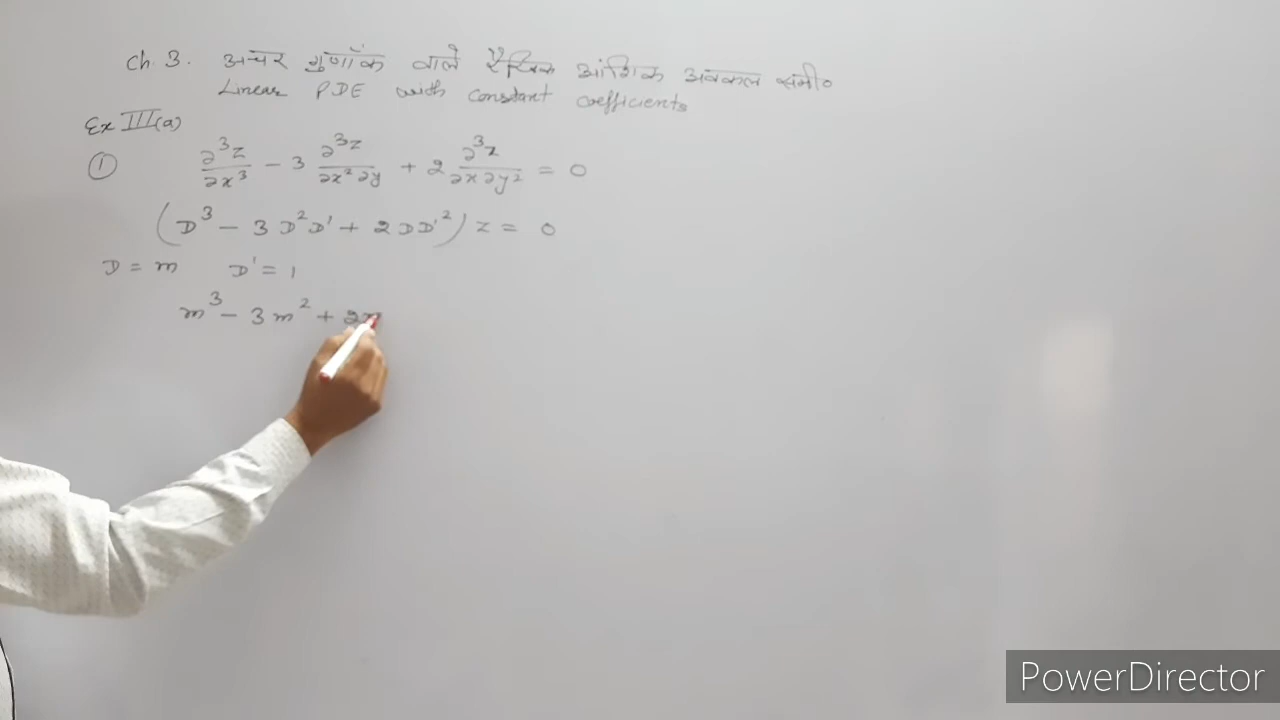 Ch 3. अचर गुणांक वाले रैखिक आंशिक अवकल समी०
Linear PDE with constant coefficients
Ex III(a)
① ∂³z/∂x³ - 3 ∂³z/∂x²∂y + 2 ∂³z/∂x∂y² = 0
(D³ - 3D²D' + 2DD'²) z = 0
D = m D' = 1
m³ - 3m² + 2m
PowerDirector